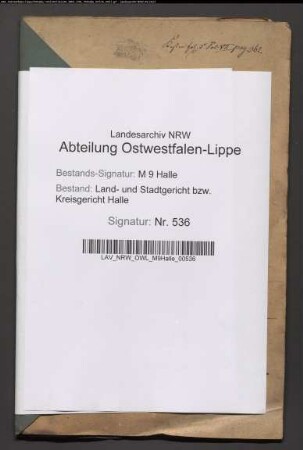 Landesarchiv NRW
Abteilung Ostwestfalen-Lippe
Bestands-Signatur: M 9 Halle
Bestand: Land- und Stadtgericht bzw.
Kreisgericht Halle
Signatur: Nr. 536
LAV_NRW_OWL_M9Halle_00536